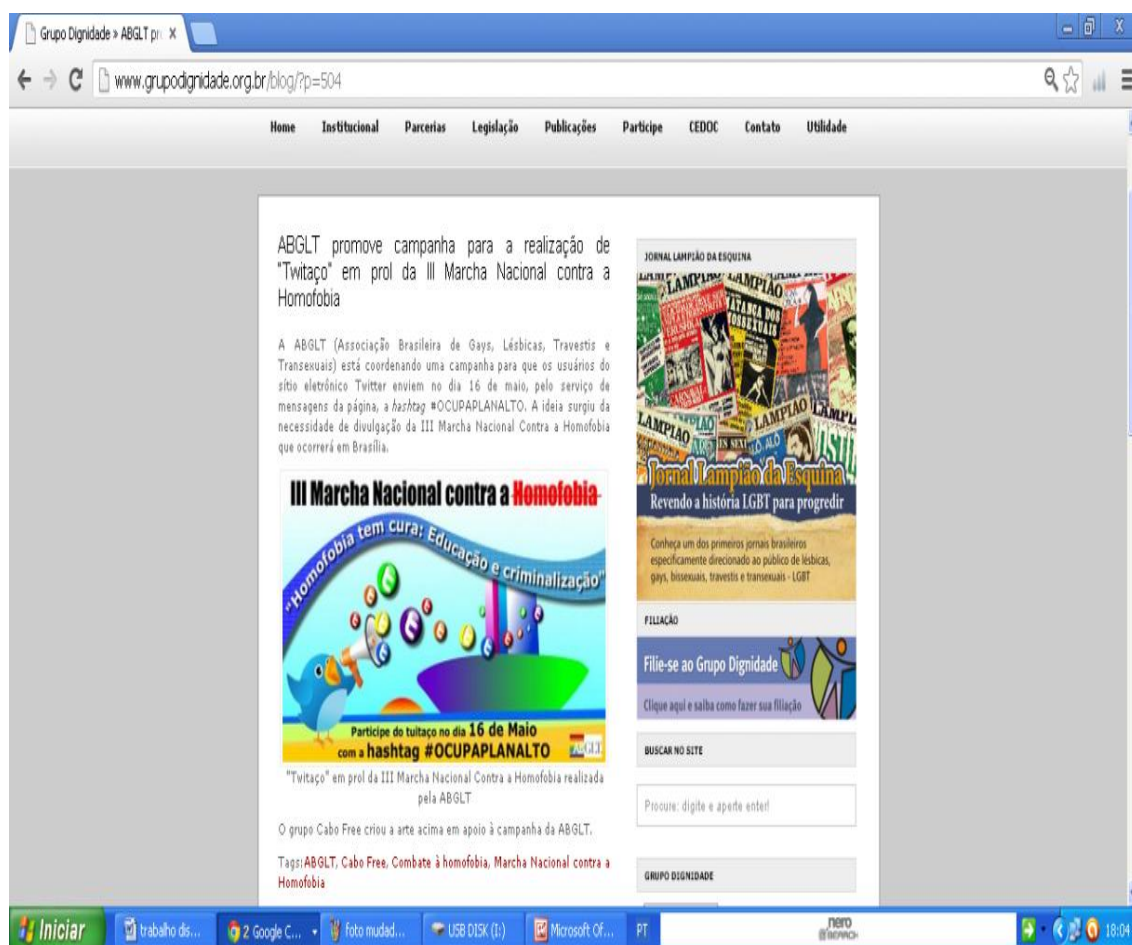 Grupo Dignidade » ABGLT pr
www.grupodignidade.org.br/blog/?p=504
Home Institucional Parcerias Legislação Publicações Participe CEDOC Contato Utilidade
ABGLT promove campanha para a realização de
"Twitaço" em prol da III Marcha Nacional contra a
Homofobia
A ABGLT (Associação Brasileira de Gays, Lésbicas, Travestis e
Transexuais) está coordenando uma campanha para que os usuários do
sítio eletrônico Twitter enviem no dia 16 de maio, pelo serviço de
mensagens da página, a hashtag #OCUPAPLANALTO. A ideia surgiu da
necessidade de divulgação da III Marcha Nacional Contra a Homofobia
que ocorrerá em Brasília.
III Marcha Nacional contra a Homofobia
"Homofobia tem cura: Educação e criminalização"
Participe do tuitaço no dia 16 de Maio
com a hashtag #OCUPAPLANALTO ABGLT
"Twitaço" em prol da III Marcha Nacional Contra a Homofobia realizada
pela ABGLT
O grupo Cabo Free criou a arte acima em apoio à campanha da ABGLT.
Tags: ABGLT, Cabo Free, Combate à homofobia, Marcha Nacional contra a
Homofobia
JORNAL LAMPIÃO DA ESQUINA
LAMPIÃO
LAMPIÃO
LAMPIAO
Jornal Lampião da Esquina
Revendo a história LGBT para progredir
Conheça um dos primeiros jornais brasileiros
especificamente direcionado ao público de lésbicas,
gays, bissexuais, travestis e transexuais - LGBT
FILIAÇÃO
Filie-se ao Grupo Dignidade
Clique aqui e saiba como fazer sua filiação
BUSCAR NO SITE
Procure: digite e aperte enter!
GRUPO DIGNIDADE
Iniciar trabalho dis... 2 Google C... foto mudad... USB DISK (I:) Microsoft Of... PT nero SEARCH 18:04